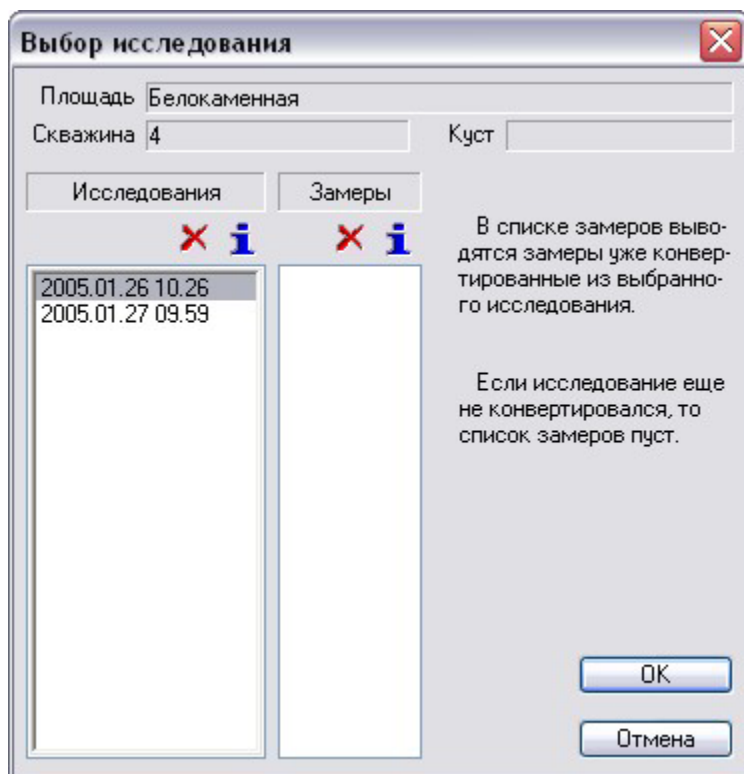 Выбор исследования
Площадь Белокаменная
Скважина 4 Куст
Исследования Замеры
2005.01.26 10.26
2005.01.27 09.59
В списке замеров выво-
дятся замеры уже конвер-
тированные из выбранно-
го исследования.
Если исследование еще
не конвертировался, то
список замеров пуст.
OK
Отмена